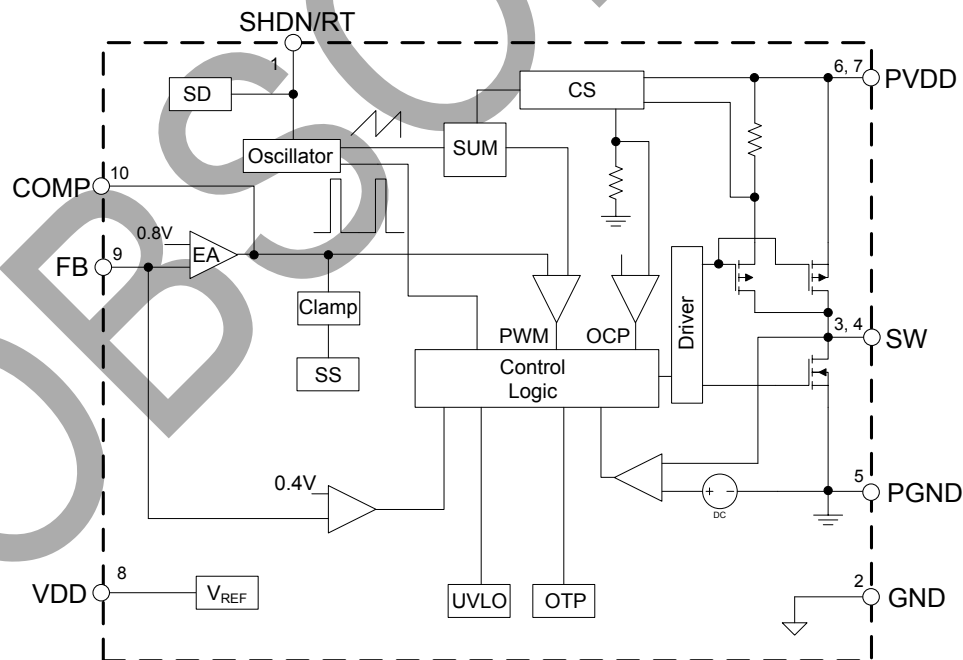 SHDN/RT
1
6, 7
PVDD
SD
CS
Oscillator
SUM
COMP
10
0.8V
EA
FB
9
Clamp
PWM
OCP
Driver
3, 4
SW
SS
Control
Logic
0.4V
5
PGND
+ -
DC
VDD
8
VREF
UVLO
OTP
2
GND
OBSO